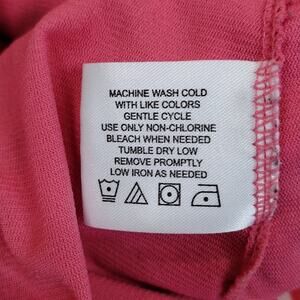 MACHINE WASH COLD
WITH LIKE COLORS
GENTLE CYCLE
USE ONLY NON-CHLORINE
BLEACH WHEN NEEDED
TUMBLE DRY LOW
REMOVE PROMPTLY
LOW IRON AS NEEDED